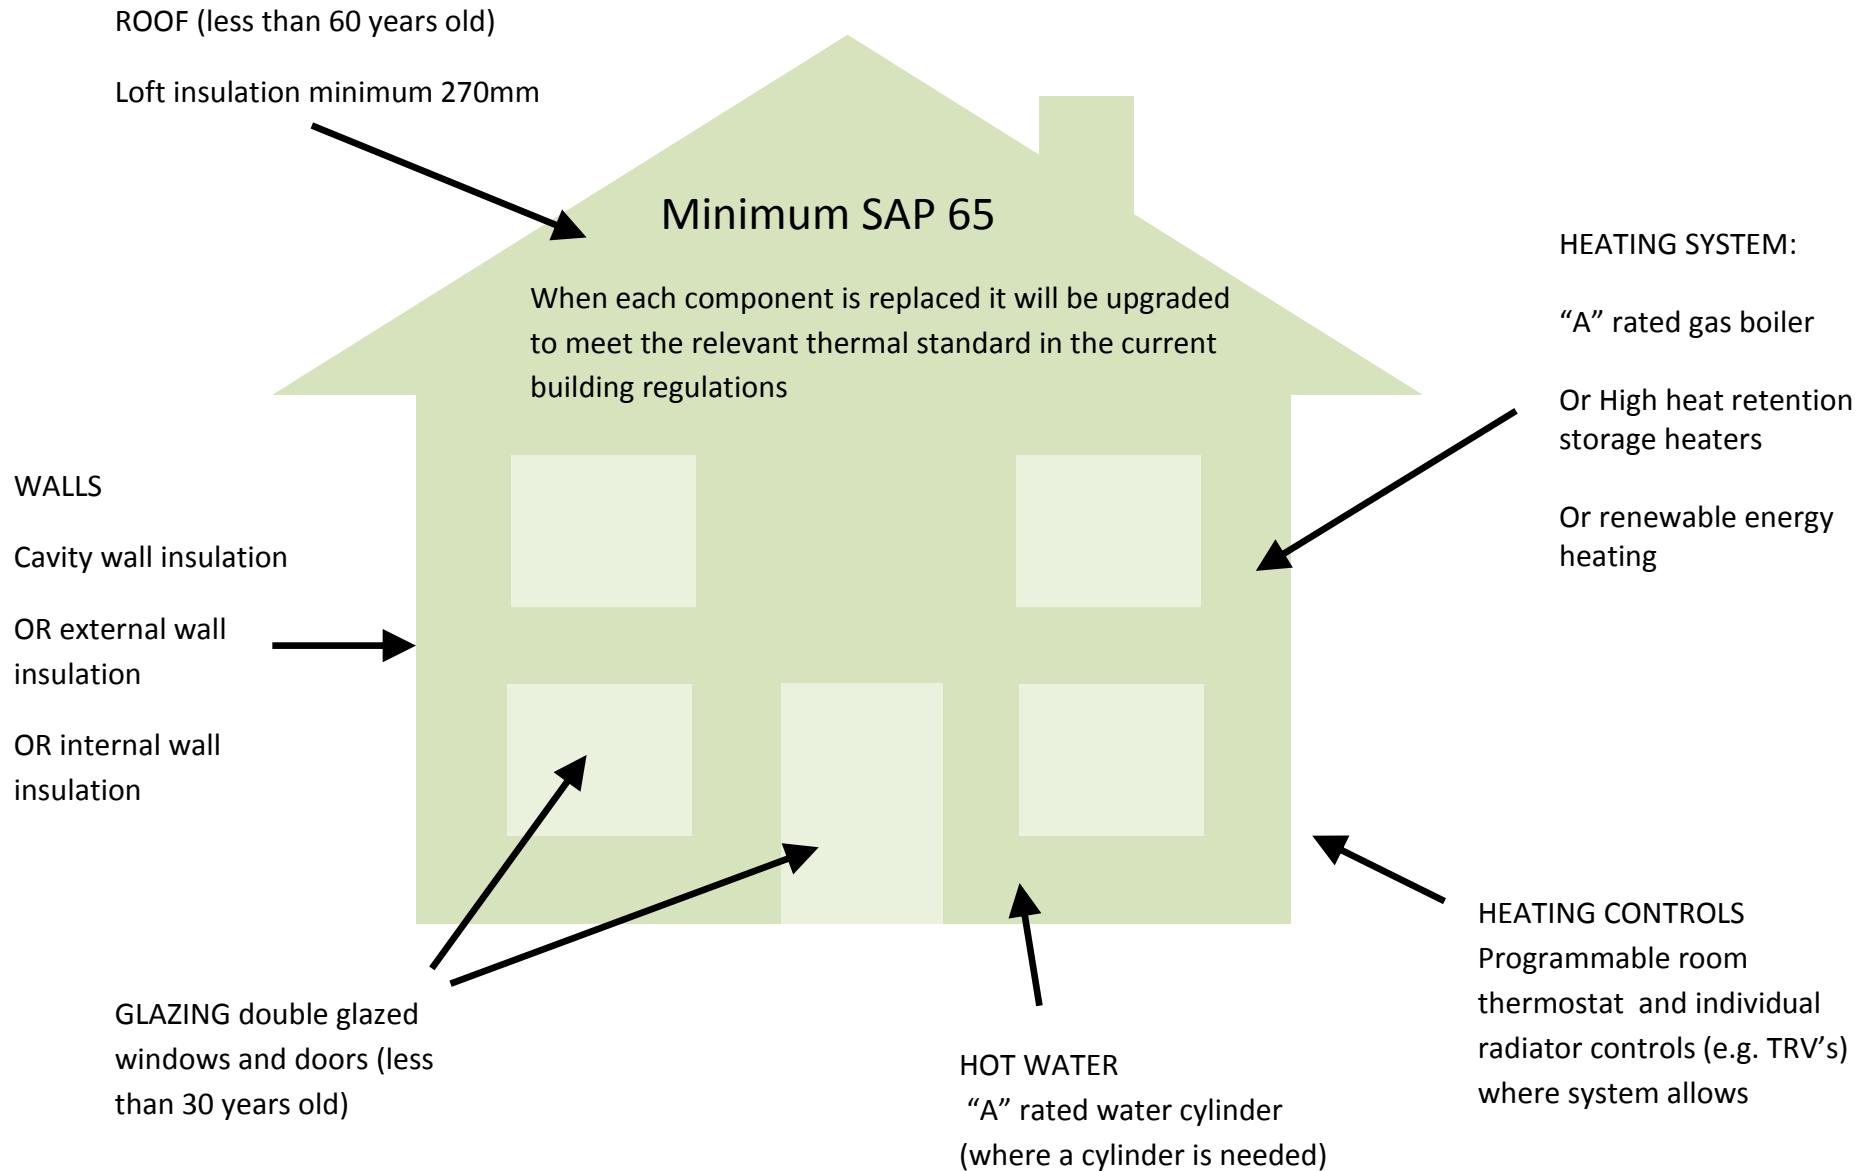 ROOF (less than 60 years old)
Loft insulation minimum 270mm
Minimum SAP 65
When each component is replaced it will be upgraded
to meet the relevant thermal standard in the current
building regulations
HEATING SYSTEM:
“A” rated gas boiler
Or High heat retention
storage heaters
Or renewable energy
heating
WALLS
Cavity wall insulation
OR external wall
insulation
OR internal wall
insulation
GLAZING double glazed
windows and doors (less
than 30 years old)
HOT WATER
“A” rated water cylinder
(where a cylinder is needed)
HEATING CONTROLS
Programmable room
thermostat  and individual
radiator controls (e.g. TRV’s)
where system allows